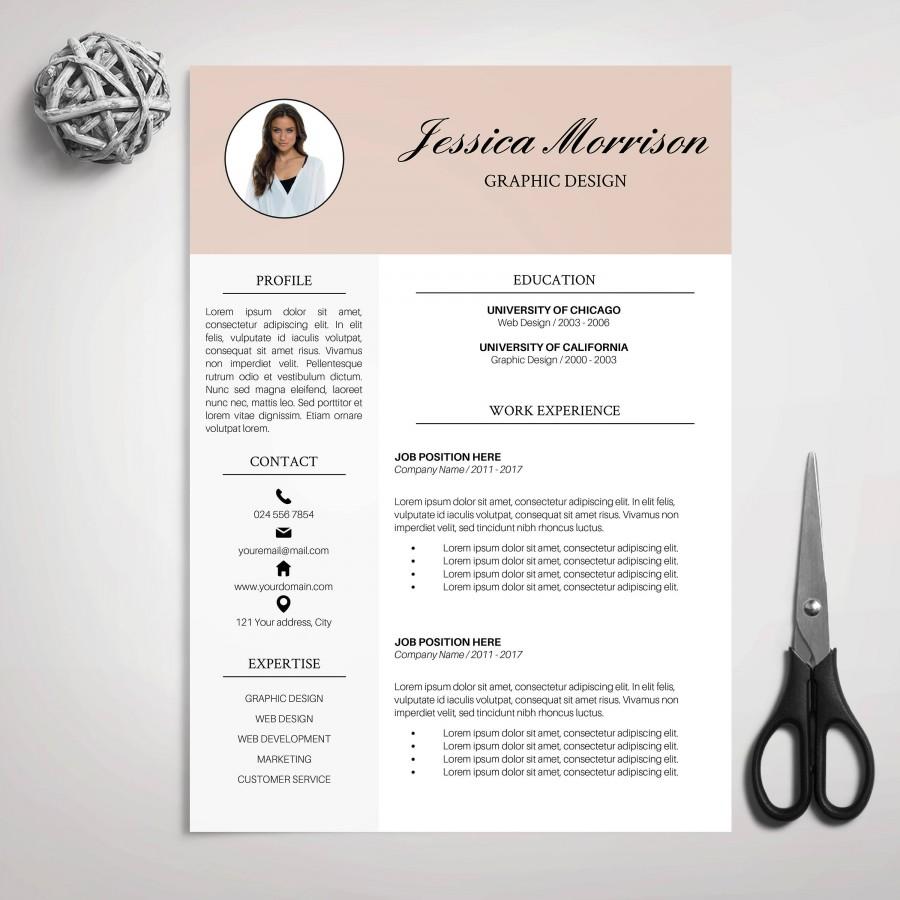 Jessica Morrison
GRAPHIC DESIGN
PROFILE
Lorem ipsum dolor sit amet,
consectetur adipiscing elit. In elit
felis, vulputate id iaculis volutpat,
consequat sit amet risus. Vivamus
non imperdiet velit. Pellentesque
rutrum odio et vestibulum dictum.
Nunc sed magna eleifend, laoreet
nunc nec, mattis leo. Sed porttitor et
lorem vitae dignissim. Etiam ornare
volutpat lorem.
CONTACT
024 556 7854
youremail@mail.com
www.yourdomain.com
121 Your address, City
EXPERTISE
GRAPHIC DESIGN
WEB DESIGN
WEB DEVELOPMENT
MARKETING
CUSTOMER SERVICE
EDUCATION
UNIVERSITY OF CHICAGO
Web Design / 2003 - 2006
UNIVERSITY OF CALIFORNIA
Graphic Design / 2000 - 2003
WORK EXPERIENCE
JOB POSITION HERE
Company Name / 2011 - 2017
Lorem ipsum dolor sit amet, consectetur adipiscing elit. In elit felis,
vulputate id iaculis volutpat, consequat sit amet risus. Vivamus non
imperdiet velit, sed tincidunt nibh rhoncus luctus.
• Lorem ipsum dolor sit amet, consectetur adipiscing elit.
• Lorem ipsum dolor sit amet, consectetur adipiscing elit.
• Lorem ipsum dolor sit amet, consectetur adipiscing elit.
• Lorem ipsum dolor sit amet, consectetur adipiscing elit.
JOB POSITION HERE
Company Name / 2011 - 2017
Lorem ipsum dolor sit amet, consectetur adipiscing elit. In elit felis,
vulputate id iaculis volutpat, consequat sit amet risus. Vivamus non
imperdiet velit, sed tincidunt nibh rhoncus luctus.
• Lorem ipsum dolor sit amet, consectetur adipiscing elit.
• Lorem ipsum dolor sit amet, consectetur adipiscing elit.
• Lorem ipsum dolor sit amet, consectetur adipiscing elit.
• Lorem ipsum dolor sit amet, consectetur adipiscing elit.